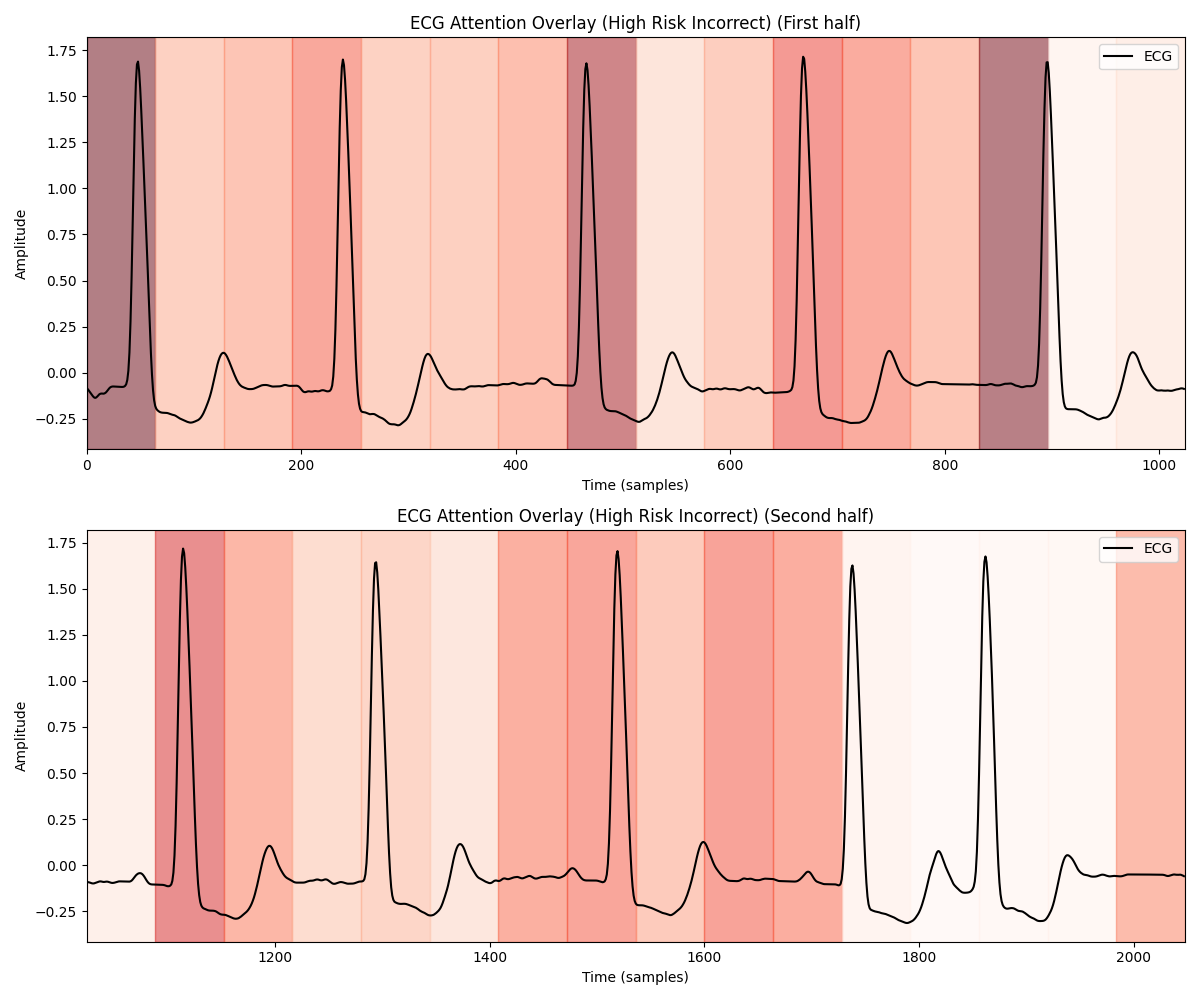 ECG Attention Overlay (High Risk Incorrect) (First half)
1.75
1.50
1.25
1.00
0.75
0.50
0.25
0.00
−0.25
Amplitude
ECG
0 200 400 600 800 1000
Time (samples)
ECG Attention Overlay (High Risk Incorrect) (Second half)
1.75
1.50
1.25
1.00
0.75
0.50
0.25
0.00
−0.25
Amplitude
ECG
1200 1400 1600 1800 2000
Time (samples)